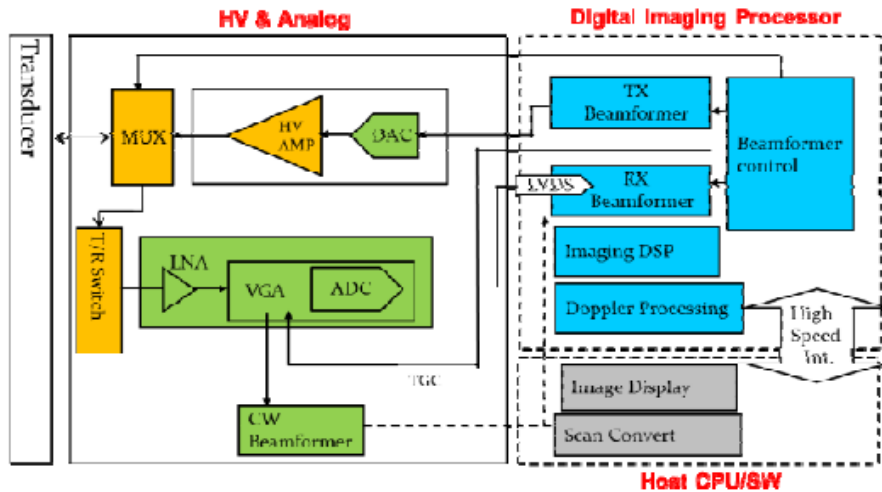 HV & Analog
Digital Imaging Processor
Transducer
MUX
HV
AMP
DAC
TX
Beamformer
Beamformer
control
LVDS
RX
Beamformer
T/R Switch
LNA
VGA
ADC
Imaging DSP
Doppler Processing
High
Speed
Int.
TGC
Image Display
CW
Beamformer
Scan Convert
Host CPU/SW